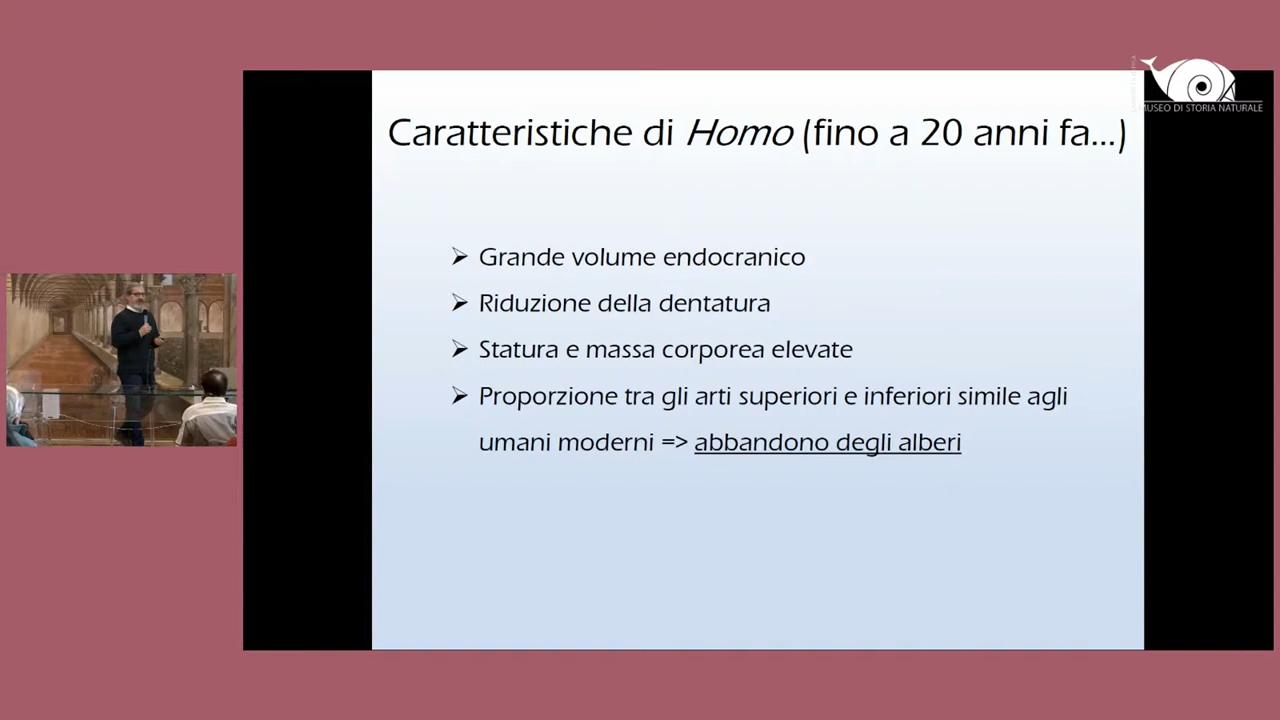 MUSEO DI STORIA NATURALE
Caratteristiche di Homo (fino a 20 anni fa...)
➢ Grande volume endocranico
➢ Riduzione della dentatura
➢ Statura e massa corporea elevate
➢ Proporzione tra gli arti superiori e inferiori simile agli
umani moderni => abbandono degli alberi